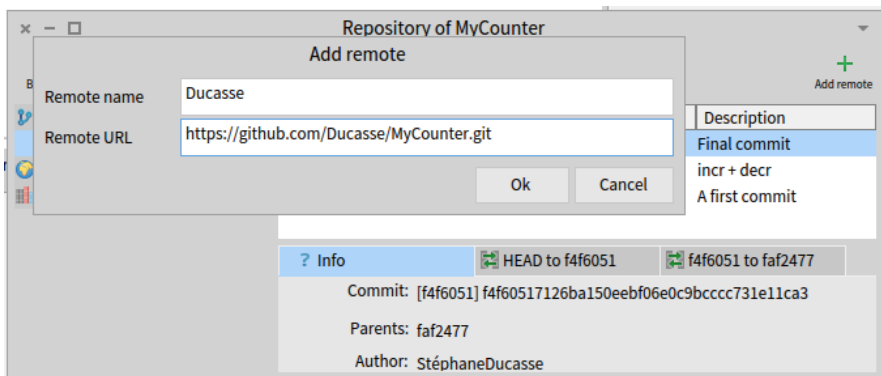 Repository of MyCounter
Add remote
B
Add remote
Remote name
Ducasse
Remote URL
https://github.com/Ducasse/MyCounter.git
Ok
Cancel
Description
Final commit
incr + decr
A first commit
? Info
HEAD to f4f6051
f4f6051 to faf2477
Commit: [f4f6051] f4f60517126ba150eebf06e0c9bcccc731e11ca3
Parents: faf2477
Author: StéphaneDucasse